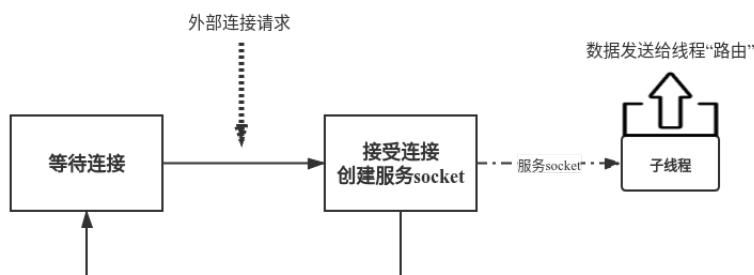 外部连接请求
数据发送给线程“路由”
等待连接
接受连接
创建服务socket
服务socket
子线程